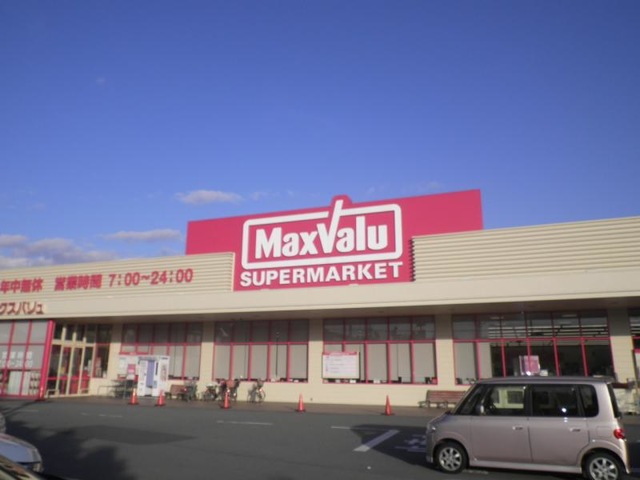 MaxValu
SUPERMARKET
年中無休 営業時間 7:00~24:00
クスバリュ